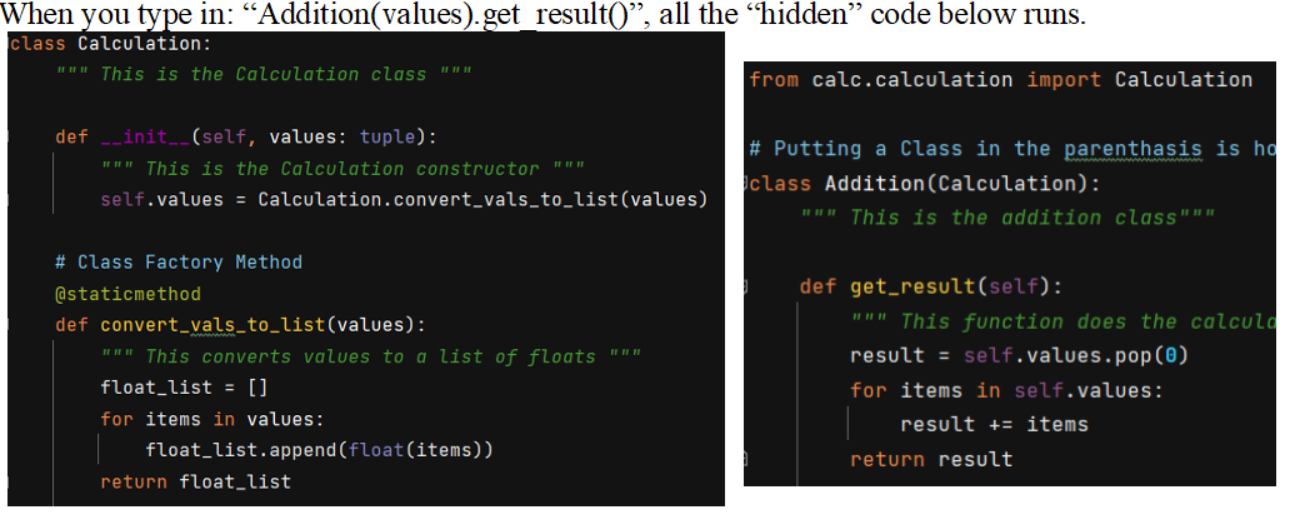 When you type in: “Addition(values).get_result()”, all the “hidden” code below runs.
class Calculation:
    """ This is the Calculation class """
    def __init__(self, values: tuple):
        """ This is the Calculation constructor """
        self.values = Calculation.convert_vals_to_list(values)
    # Class Factory Method
    @staticmethod
    def convert_vals_to_list(values):
        """ This converts values to a list of floats """
        float_list = []
        for items in values:
            float_list.append(float(items))
        return float_list
from calc.calculation import Calculation
# Putting a Class in the parenthasis is
class Addition(Calculation):
    """ This is the addition class"""
    def get_result(self):
        """ This function does the
        result = self.values.pop(0)
        for items in self.values:
            result += items
        return result